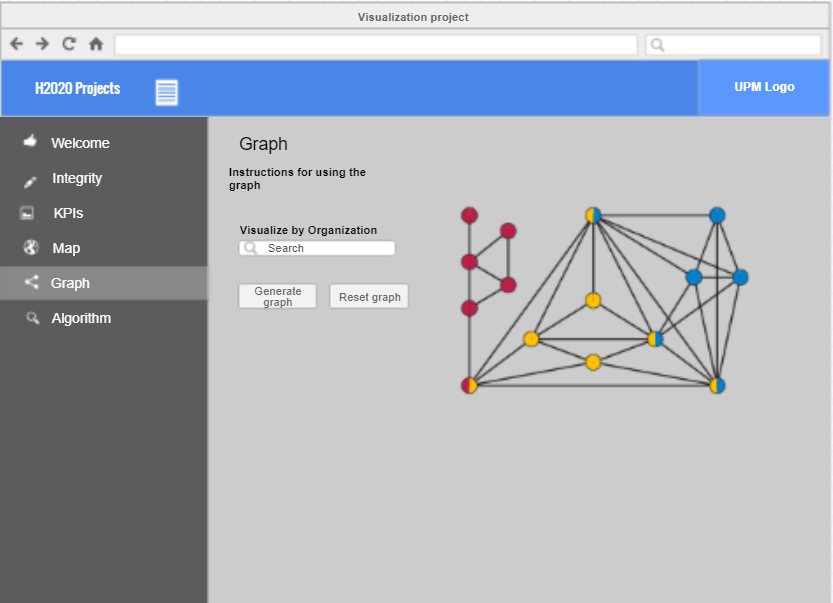 Visualization project
H2020 Projects
UPM Logo
Welcome
Integrity
KPIs
Map
Graph
Algorithm
Graph
Instructions for using the
graph
Visualize by Organization
Search
Generate
graph
Reset graph